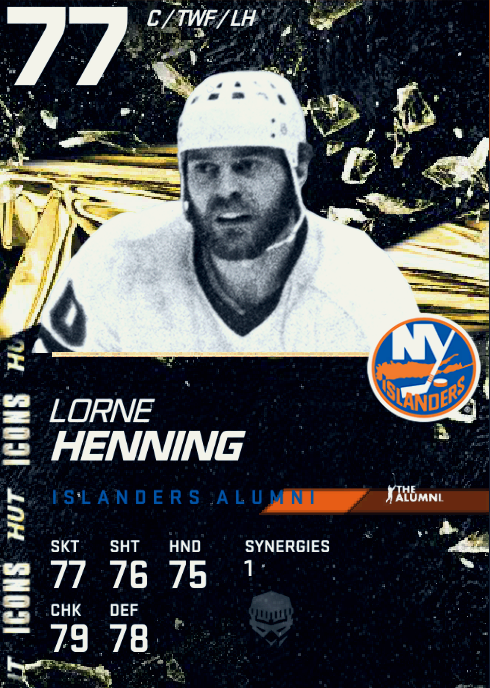 77
C / TWF / LH
NY
ISLANDERS
LORNE
HENNING
ISLANDERS ALUMNI
THE
ALUMNI
SKT SHT HND SYNERGIES
77 76 75 1
CHK DEF
79 78
HUT ICONS HUT ICONS